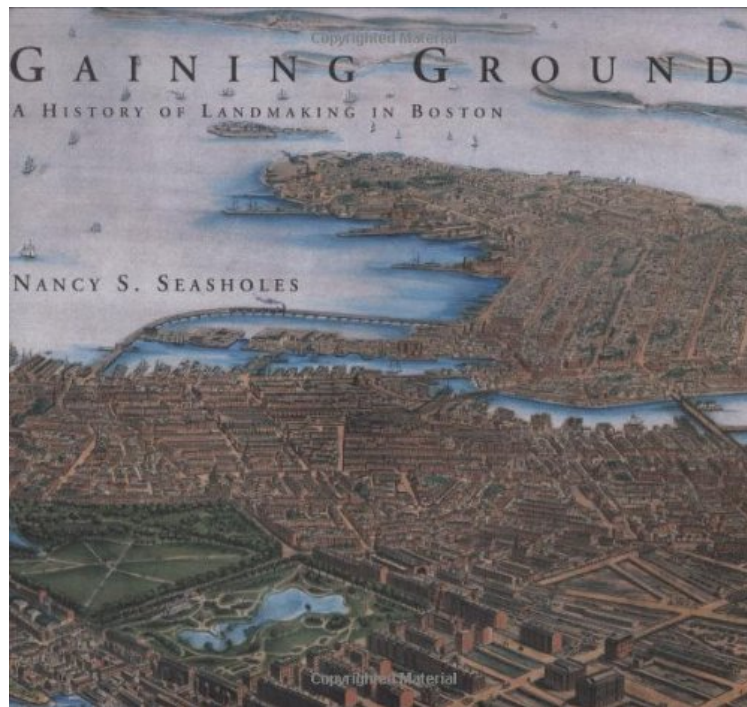 Copyrighted Material
GAINING GROUND
A HISTORY OF LANDMAKING IN BOSTON
NANCY S. SEASHOLES
Copyrighted Material